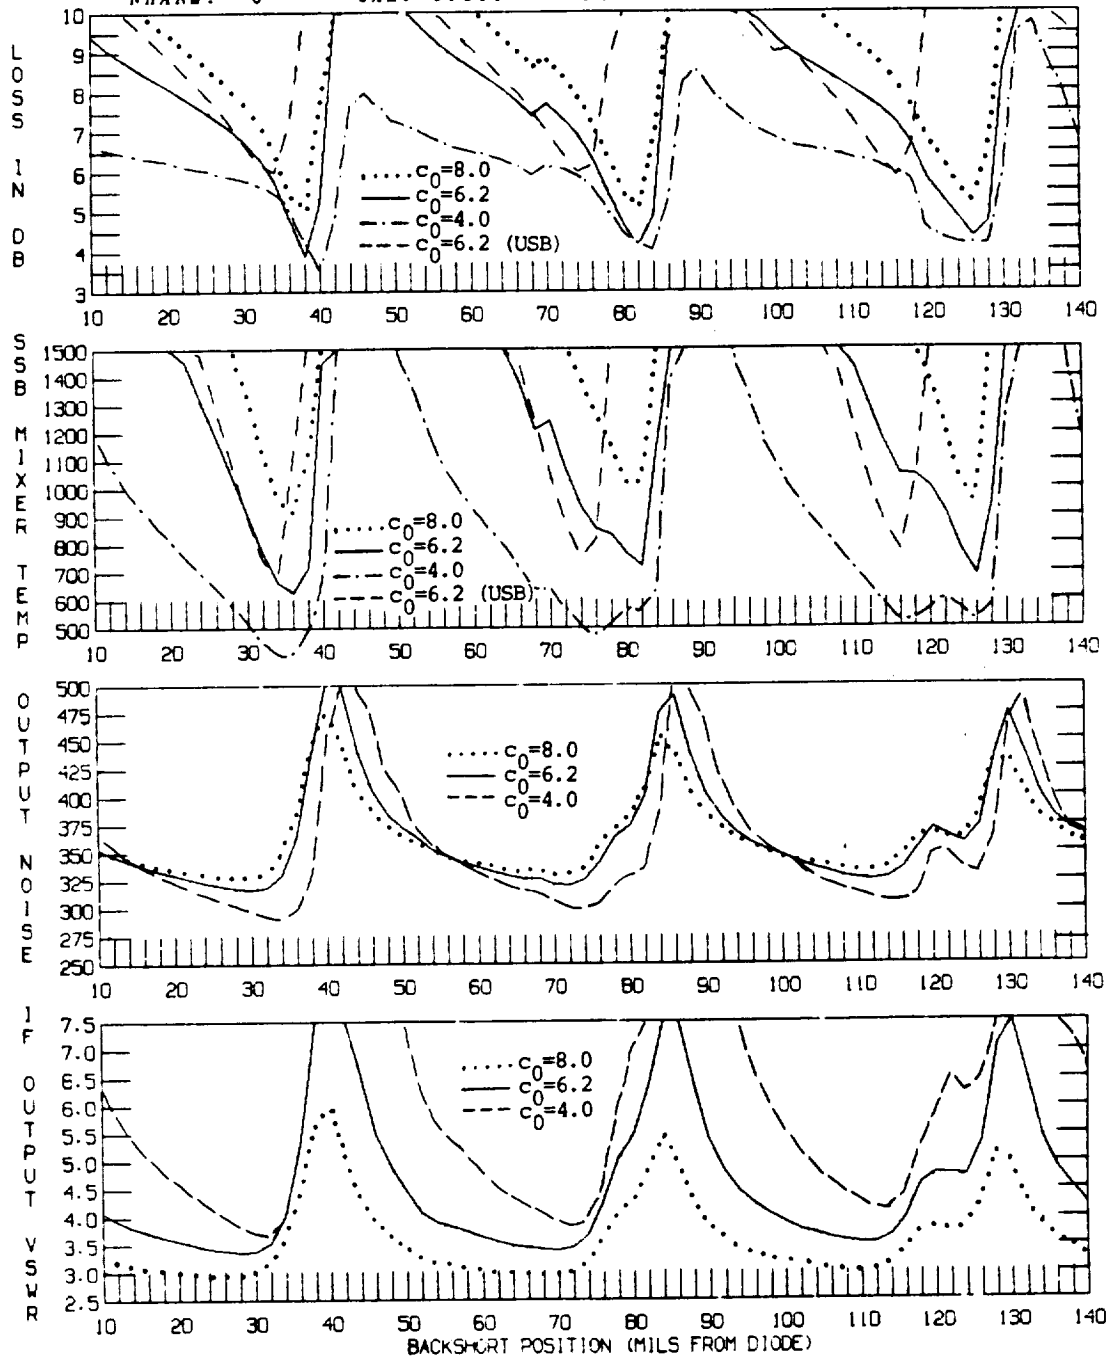 LOSS IN DB
10
9
8
7
6
5
4
3
c0=8.0
c0=6.2
c0=4.0
c0=6.2 (USB)
10 20 30 40 50 60 70 80 90 100 110 120 130 140
SSB MIXER TEMP
1500
1400
1300
1200
1100
1000
900
800
700
600
500
c0=8.0
c0=6.2
c0=4.0
c0=6.2 (USB)
10 20 30 40 50 60 70 80 90 100 110 120 130 140
OUTPUT NOISE
500
475
450
425
400
375
350
325
300
275
250
c0=8.0
c0=6.2
c0=4.0
10 20 30 40 50 60 70 80 90 100 110 120 130 140
IF OUTPUT VSWR
7.5
7.0
6.5
6.0
5.5
5.0
4.5
4.0
3.5
3.0
2.5
c0=8.0
c0=6.2
c0=4.0
10 20 30 40 50 60 70 80 90 100 110 120 130 140
BACKSHORT POSITION (MILS FROM DIODE)